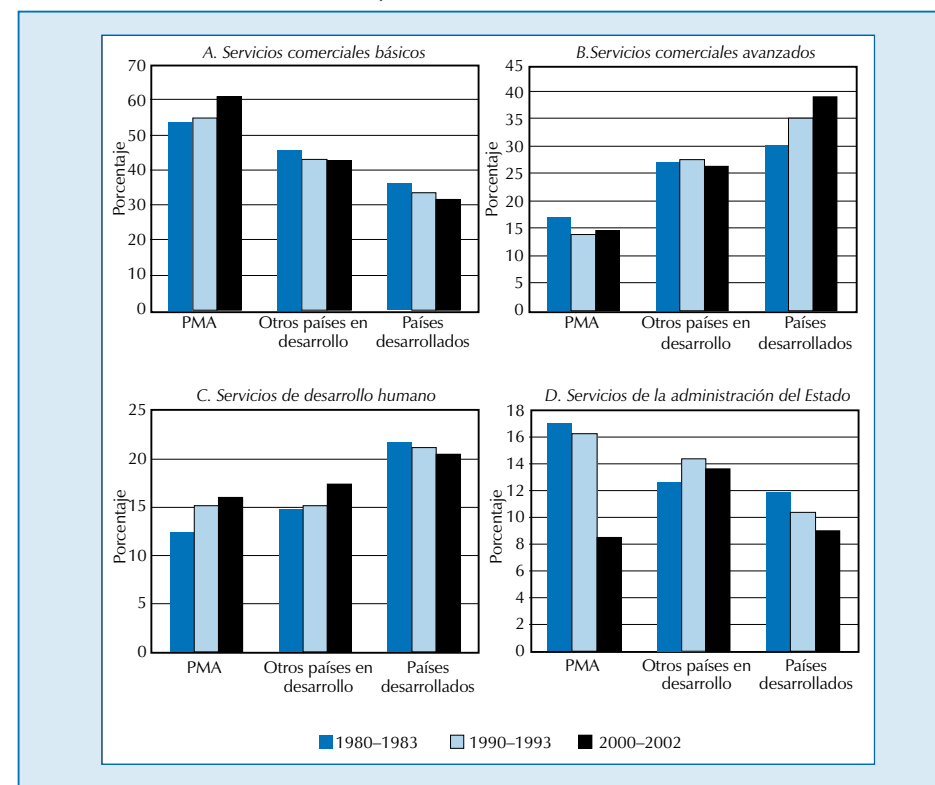 A. Servicios comerciales básicos
70
60
50
40
30
20
10
0
Porcentaje
PMA
Otros países en
desarrollo
Países
desarrollados
B.Servicios comerciales avanzados
45
40
35
30
25
20
15
10
5
0
Porcentaje
PMA
Otros países en
desarrollo
Países
desarrollados
C. Servicios de desarrollo humano
25
20
15
10
5
0
Porcentaje
PMA
Otros países en
desarrollo
Países
desarrollados
D. Servicios de la administración del Estado
18
16
14
12
10
8
6
4
2
0
Porcentaje
PMA
Otros países en
desarrollo
Países
desarrollados
1980–1983 1990–1993 2000–2002